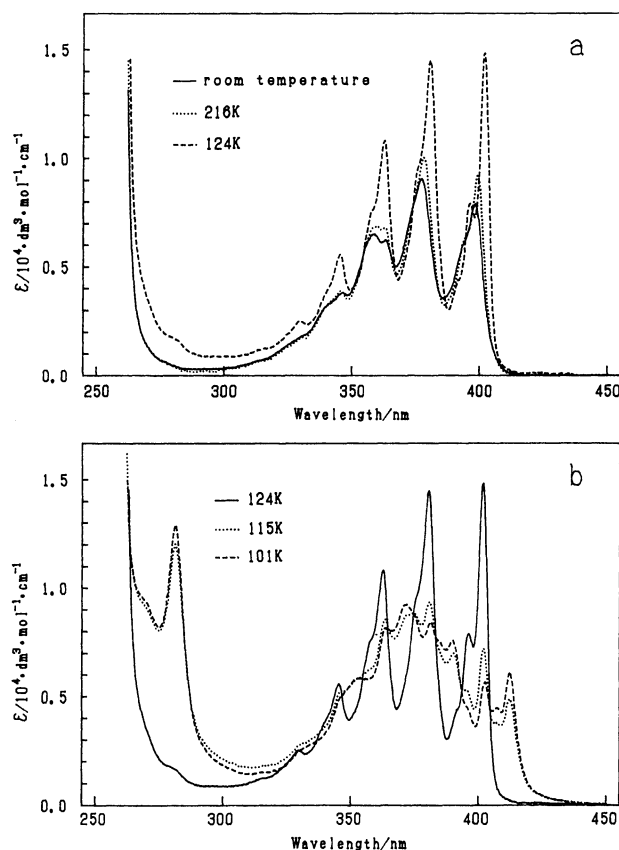 a
1.5
1.0
0.5
0.0
ε/10⁴·dm³·mol⁻¹·cm⁻¹
room temperature
216K
124K
250 300 350 400 450
Wavelength/nm
b
1.5
1.0
0.5
0.0
ε/10⁴·dm³·mol⁻¹·cm⁻¹
124K
115K
101K
250 300 350 400 450
Wavelength/nm